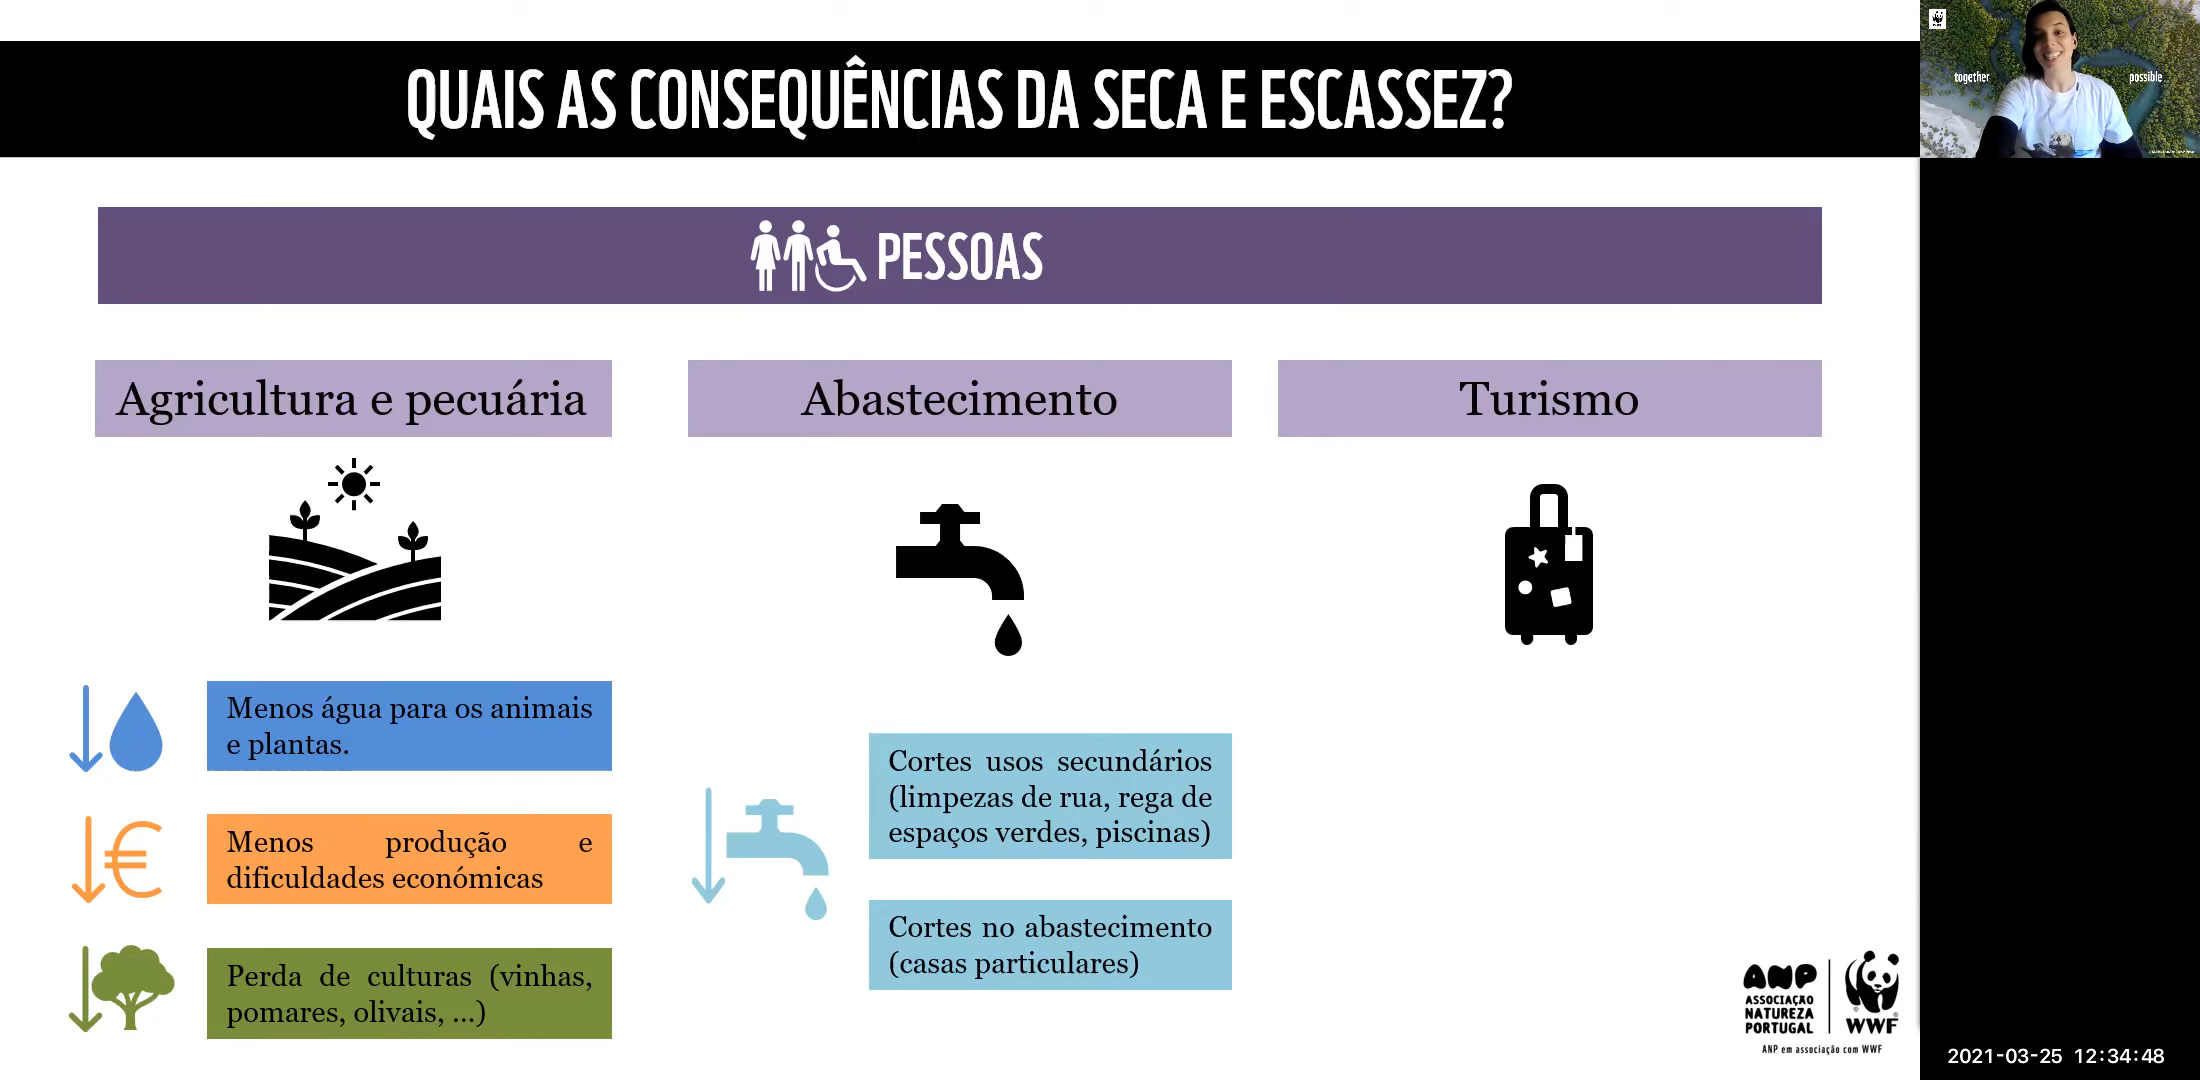 QUAIS AS CONSEQUÊNCIAS DA SECA E ESCASSEZ?
together
possible
PESSOAS
Agricultura e pecuária
Menos água para os animais
e plantas.
Menos produção e
dificuldades económicas
Perda de culturas (vinhas,
pomares, olivais, ...)
Abastecimento
Cortes usos secundários
(limpezas de rua, rega de
espaços verdes, piscinas)
Cortes no abastecimento
(casas particulares)
Turismo
ANP
ASSOCIAÇÃO
NATUREZA
PORTUGAL
WWF
ANP em associação com WWF
2021-03-25 12:34:48